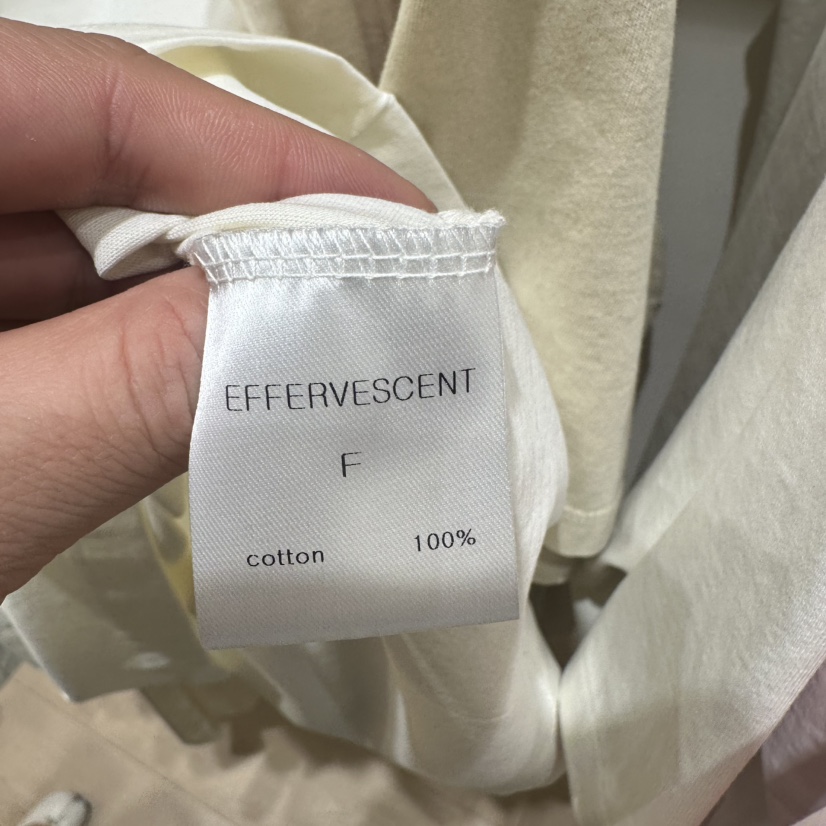 EFFERVESCENT
F
cotton 100%